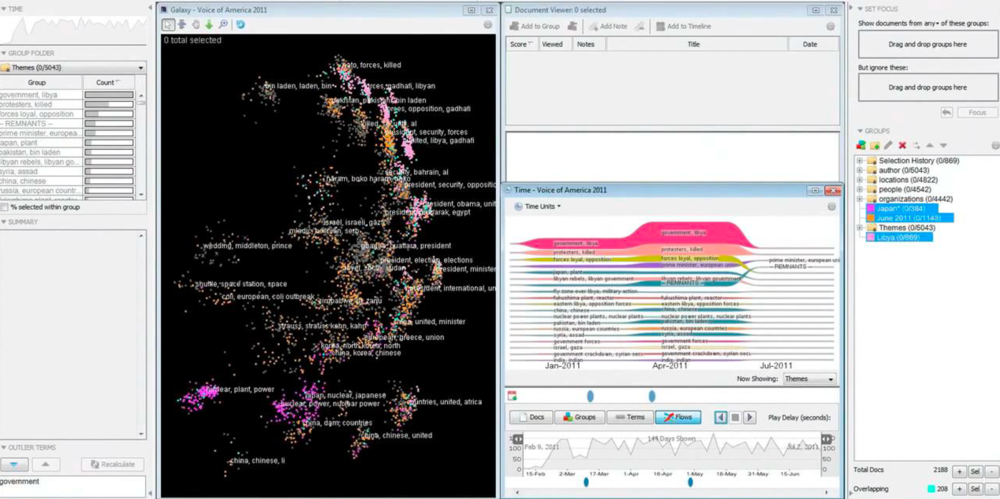 TIME
GROUP FOLDER
Themes (0/5043)
Group
Count
government, libya
protesters, killed
forces loyal, opposition
-- REMNANTS --
prime minister, europea...
japan, plant
pakistan, bin laden
libyan rebels, libyan go...
syria, assad
china, chinese
russia, european countr...
% selected within group
SUMMARY
OUTLIER TERMS
Recalculate
government
Galaxy - Voice of America 2011
0 total selected
nato, forces, killed
bin laden, laden, bin
forces, gadhafi, libyan
pakistan, pakistani, bin laden
forces, opposition, gadhafi
killed, security, al
president, security, forces
united, libya, gadhafi
security, bahrain, al
haram, boko haram, boko
president, security, oppositic
president, obama, unit
president, mubarak, egypt
israel, israeli, gaza
mladic, bosnian, serb
wedding, middleton, prince
gbagbo, ouattara, president
president, election, elections
abyei, south, sudan
president, minister
shuttle, space station, space
president, international, un
coli, european, coli outbreak
zimbabwe, pf, zanu
china, united, minister
strauss, strauss kahn, kahn
european, greece, union
korea, north korea, north
china, korea, chinese
nuclear, plant, power
japan, nuclear, japanese
nuclear, power, nuclear power
countries, united, africa
china, dam, countries
china, chinese, united
china, chinese, li
Document Viewer: 0 selected
Add to Group
Add Note
Add to Timeline
Score
Viewed
Notes
Title
Date
Time - Voice of America 2011
Time Units
government, libya
government, libya
protesters, killed
protesters, killed
forces loyal, opposition
forces loyal, opposition
prime minister, european uni
prime minister, european union
-- REMNANTS --
japan, plant
libyan rebels, libyan government
libyan rebels, libyan government
-- REMNANTS --
fly zone over libya, military action
fukushima plant, reactor
fukushima plant, reactor
eastern libya, opposition forces
eastern libya, opposition forces
china, chinese
china, chinese
nuclear power plants, nuclear plants
nuclear power plants, nuclear plants
pakistan, bin laden
pakistan, bin laden
russia, european countries
russia, european countries
syria, assad
syria, assad
government forces
government forces
israel, gaza
israel, gaza
government crackdown, syrian secu
government crackdown, syrian secu
india, indian
india, indian
Jan-2011
Apr-2011
Jul-2011
Now Showing:
Themes
Docs
Groups
Terms
Flows
Play Delay (seconds):
144 Days Shown
Feb 9, 2011
Jul 2, 2011
100
100
50
50
0
0
15-Feb
2-Mar
17-Mar
1-Apr
16-Apr
1-May
16-May
31-May
15-Jun
SET FOCUS
Show documents from any of these groups:
Drag and drop groups here
But ignore these:
Drag and drop groups here
Focus
GROUPS
Selection History (0/869)
author (0/5043)
locations (0/4822)
people (0/4542)
organizations (0/4442)
Japan* (0/384)
June 2011 (0/1143)
Themes (0/5043)
Libya (0/869)
Total Docs
2188
+
Sel
-
Overlapping
208
+
Sel
-